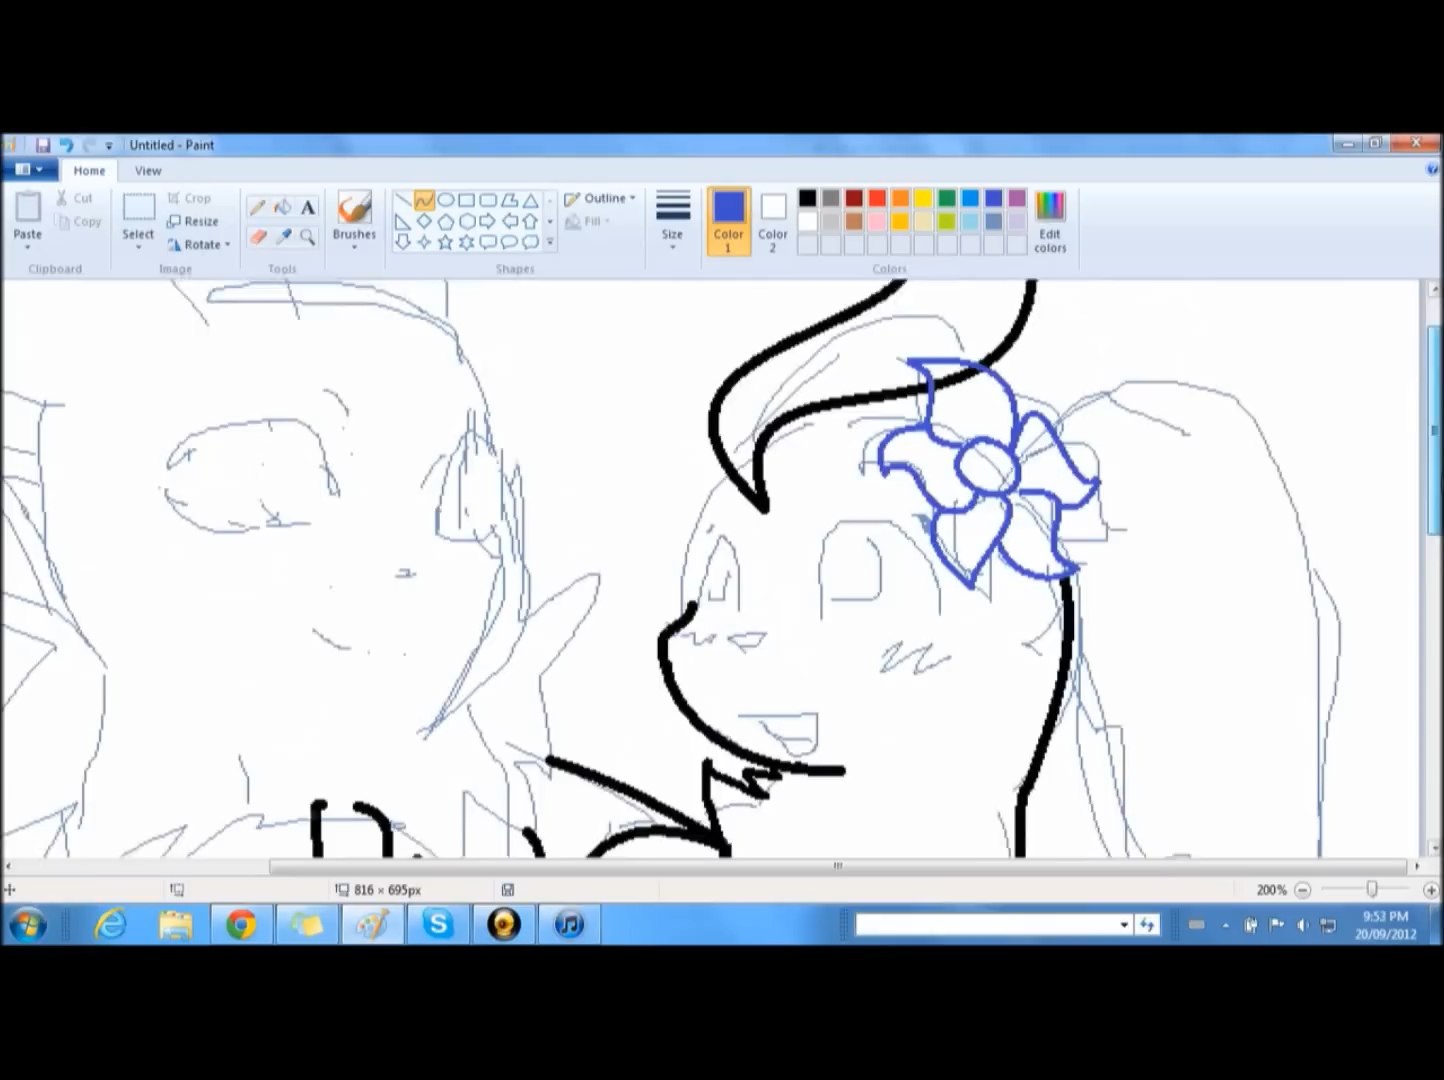 Untitled - Paint
Home View
Paste
Cut
Copy
Clipboard
Select
Crop
Resize
Rotate
Image
A
Tools
Brushes
Shapes
Outline
Fill
Size
Color
1
Color
2
Edit
colors
Colors
816 × 695px
200%
9:53 PM
20/09/2012